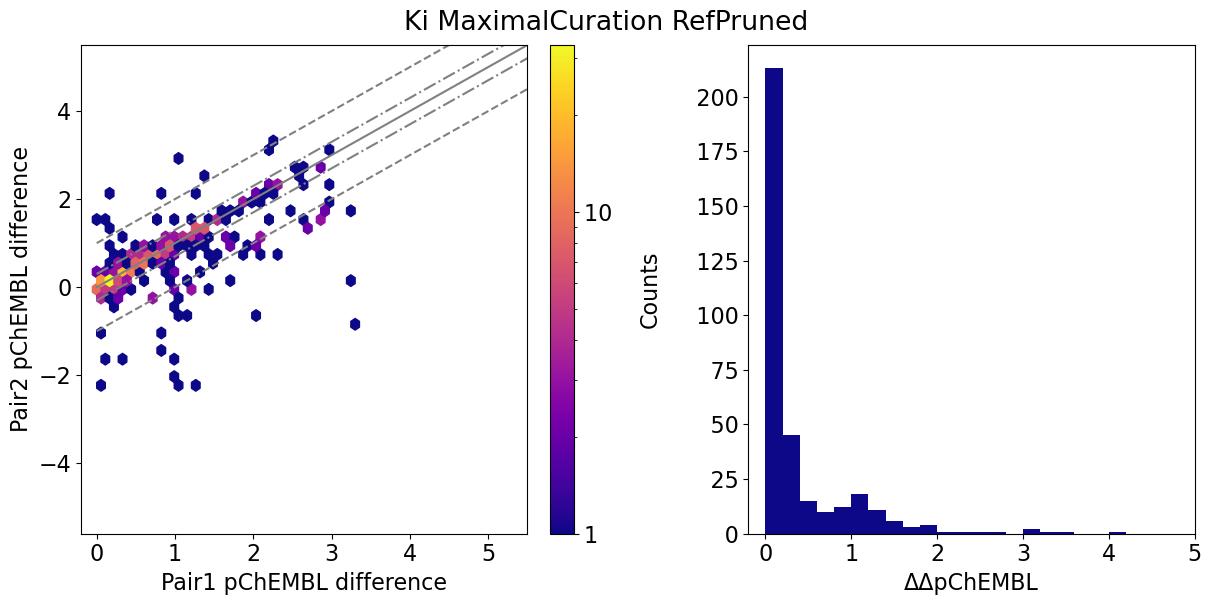 Ki MaximalCuration RefPruned
Pair2 pChEMBL difference
4
2
0
−2
−4
0 1 2 3 4 5
Pair1 pChEMBL difference
10
1
Counts
200
175
150
125
100
75
50
25
0
0 1 2 3 4 5
ΔΔpChEMBL